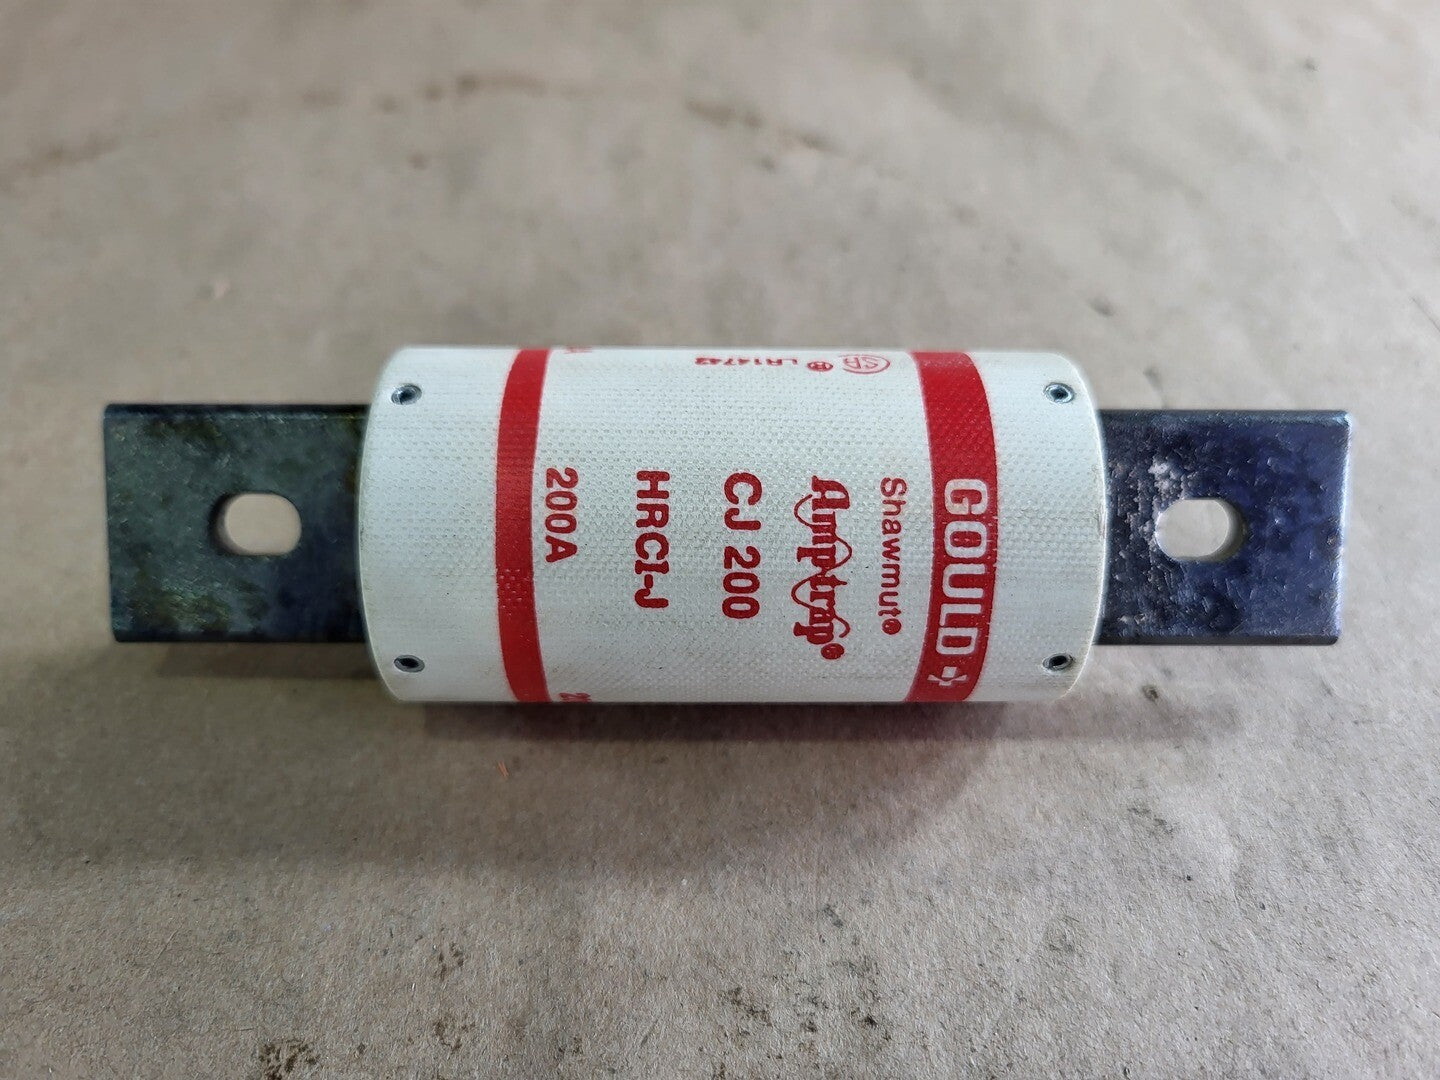 GOULD
Shawmut®
Amp-trap®
CJ 200
HRCI-J
200A
LR14742